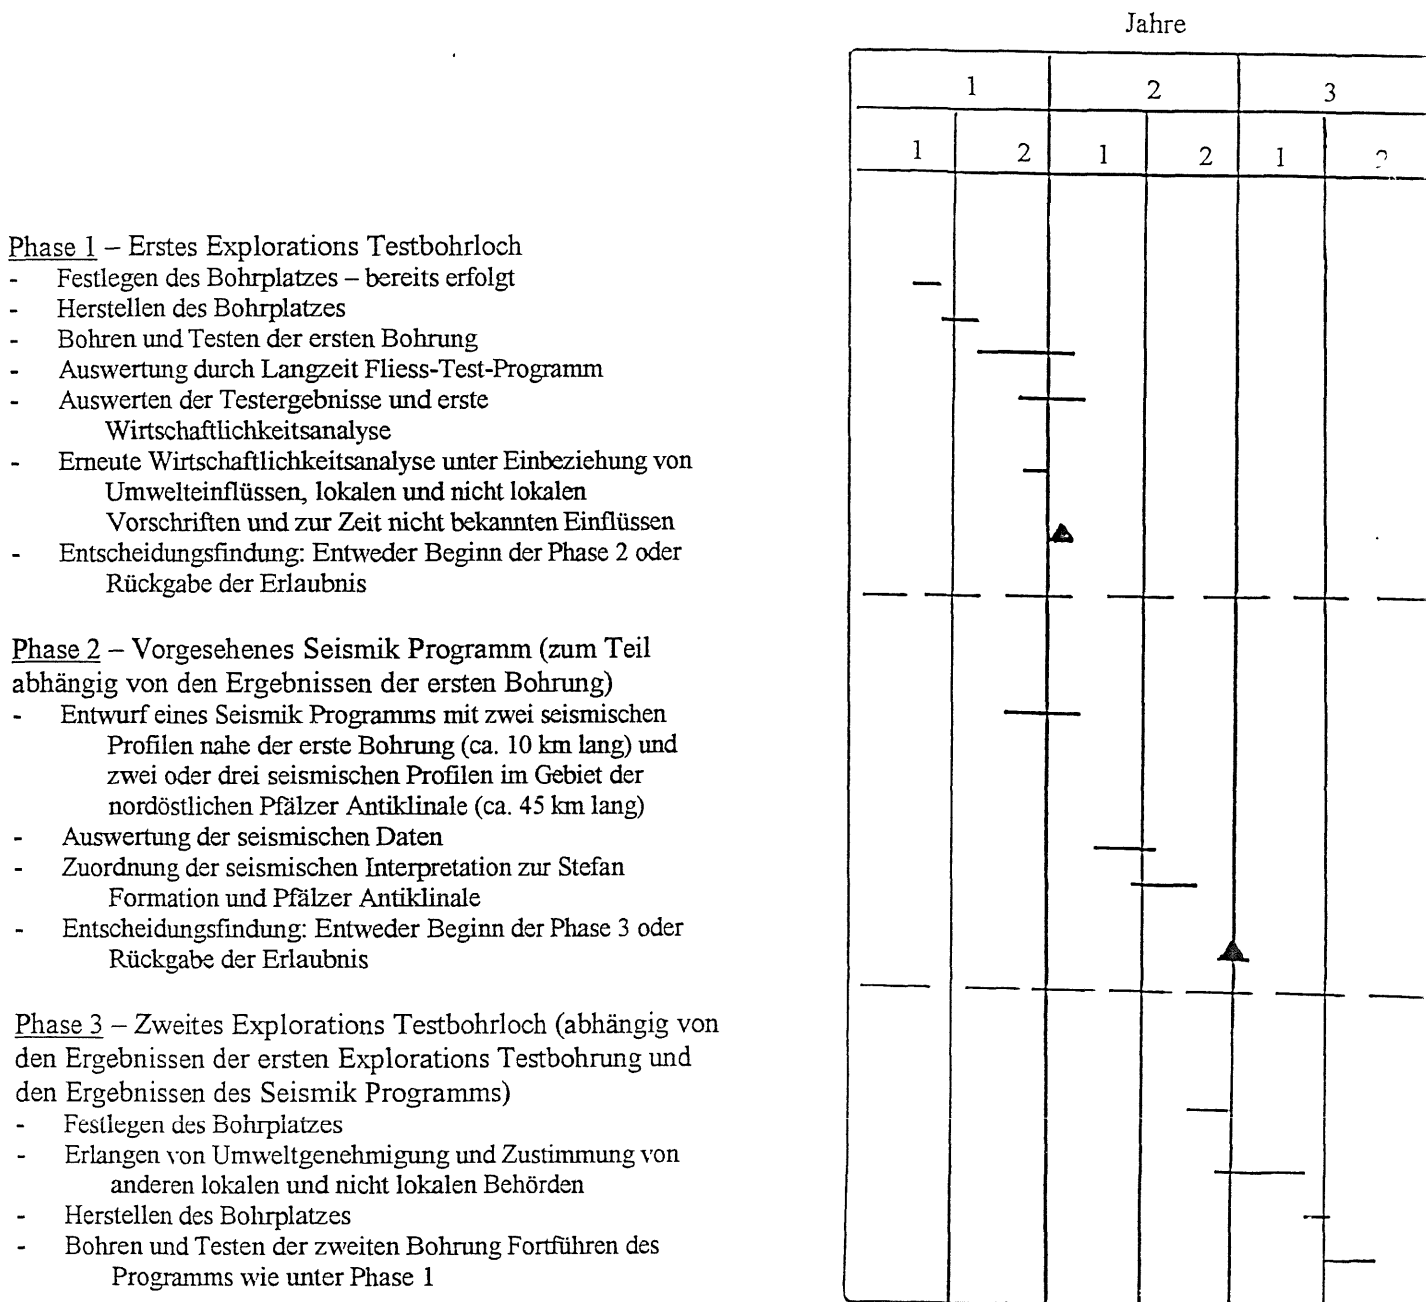 Jahre
1 2 3
1 2 1 2 1 2
Phase 1 – Erstes Explorations Testbohrloch
- Festlegen des Bohrplatzes – bereits erfolgt
- Herstellen des Bohrplatzes
- Bohren und Testen der ersten Bohrung
- Auswertung durch Langzeit Fliess-Test-Programm
- Auswerten der Testergebnisse und erste
Wirtschaftlichkeitsanalyse
- Erneute Wirtschaftlichkeitsanalyse unter Einbeziehung von
Umwelteinflüssen, lokalen und nicht lokalen
Vorschriften und zur Zeit nicht bekannten Einflüssen
- Entscheidungsfindung: Entweder Beginn der Phase 2 oder
Rückgabe der Erlaubnis
Phase 2 – Vorgesehenes Seismik Programm (zum Teil
abhängig von den Ergebnissen der ersten Bohrung)
- Entwurf eines Seismik Programms mit zwei seismischen
Profilen nahe der erste Bohrung (ca. 10 km lang) und
zwei oder drei seismischen Profilen im Gebiet der
nordöstlichen Pfälzer Antiklinale (ca. 45 km lang)
- Auswertung der seismischen Daten
- Zuordnung der seismischen Interpretation zur Stefan
Formation und Pfälzer Antiklinale
- Entscheidungsfindung: Entweder Beginn der Phase 3 oder
Rückgabe der Erlaubnis
Phase 3 – Zweites Explorations Testbohrloch (abhängig von
den Ergebnissen der ersten Explorations Testbohrung und
den Ergebnissen des Seismik Programms)
- Festlegen des Bohrplatzes
- Erlangen von Umweltgenehmigung und Zustimmung von
anderen lokalen und nicht lokalen Behörden
- Herstellen des Bohrplatzes
- Bohren und Testen der zweiten Bohrung Fortführen des
Programms wie unter Phase 1